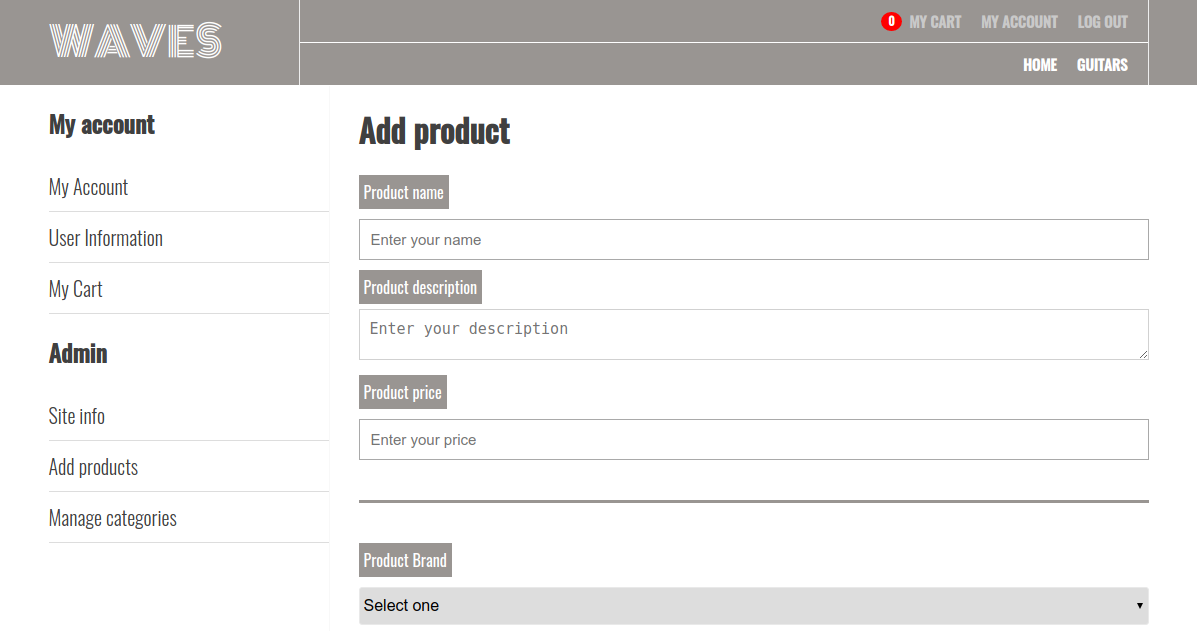 WAVES
0 MY CART MY ACCOUNT LOG OUT
HOME GUITARS
My account
My Account
User Information
My Cart
Admin
Site info
Add products
Manage categories
Add product
Product name
Enter your name
Product description
Enter your description
Product price
Enter your price
Product Brand
Select one